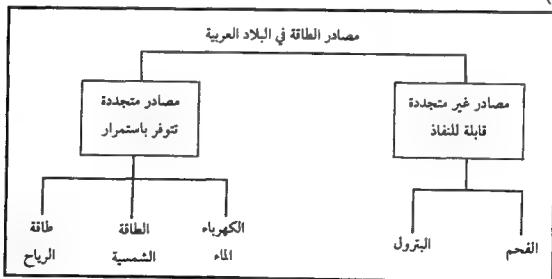 مصادر الطاقة في البلاد العربية
مصادر غير متجددة
قابلة للنفاذ
مصادر متجددة
تتوفر باستمرار
الفحم
البترول
الكهرباء
الماء
الطاقة
الشمسية
طاقة
الرياح